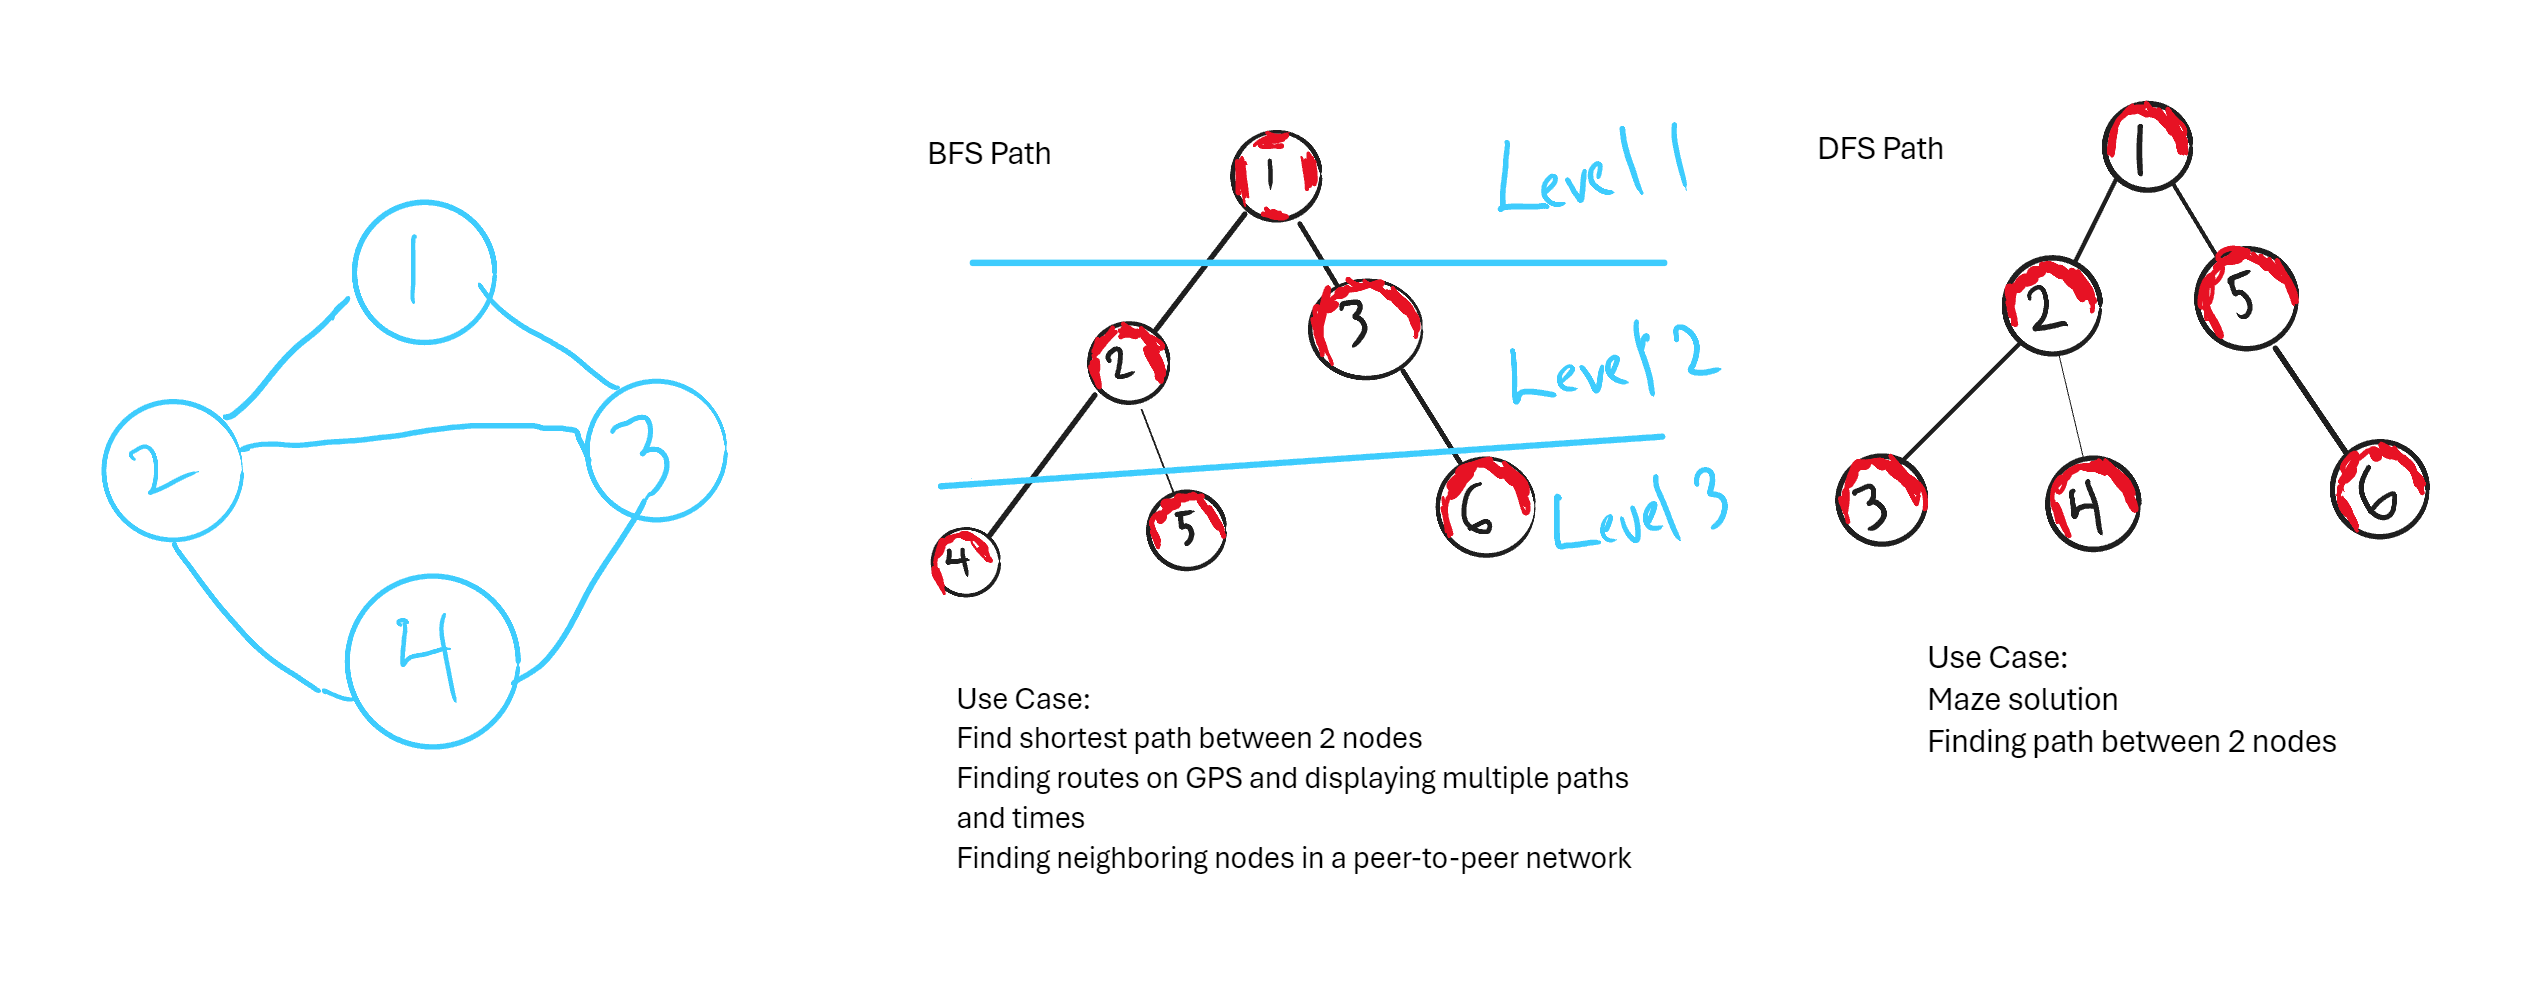 1
2
3
4
BFS Path
1
Level 1
2
3
Level 2
4
5
6
Level 3
Use Case:
Find shortest path between 2 nodes
Finding routes on GPS and displaying multiple paths
and times
Finding neighboring nodes in a peer-to-peer network
DFS Path
1
2
5
3
4
6
Use Case:
Maze solution
Finding path between 2 nodes